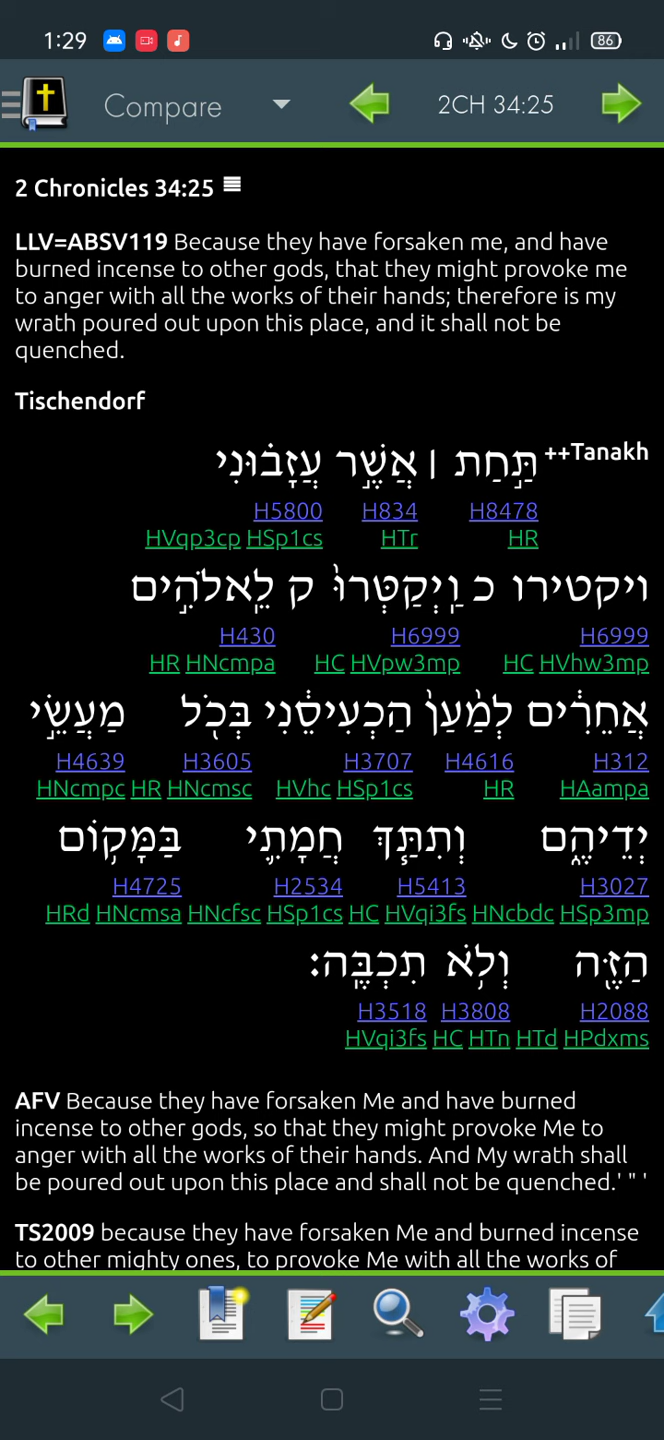 1:29
86
Compare
2CH 34:25
2 Chronicles 34:25
LLV=ABSV119 Because they have forsaken me, and have
burned incense to other gods, that they might provoke me
to anger with all the works of their hands; therefore is my
wrath poured out upon this place, and it shall not be
quenched.
Tischendorf
++Tanakh תַּ֣חַת ׀ אֲשֶׁ֣ר עֲזָב֗וּנִי
H5800 H834 H8478
HVqp3cp HSp1cs HTr HR
ויקטירו כ וַֽיְקַטְּרוּ֙ ק לֵֽאלֹהִ֣ים
H430 H6999 H6999
HR HNcmpa HC HVpw3mp HC HVhw3mp
אֲחֵרִ֔ים לְמַ֙עַן֙ הַכְעִיסֵ֔נִי בְּכֹ֖ל מַעֲשֵׂ֣י
H4639 H3605 H3707 H4616 H312
HNcmpc HR HNcmsc HVhc HSp1cs HR HAampa
יְדֵיהֶ֑ם וְתִתַּ֧ךְ חֲמָתִ֛י בַּמָּק֥וֹם
H4725 H2534 H5413 H3027
HRd HNcmsa HNcfsc HSp1cs HC HVqi3fs HNcbdc HSp3mp
הַזֶּ֖ה וְלֹ֥א תִכְבֶּֽה׃
H3518 H3808 H2088
HVqi3fs HC HTn HTd HPdxms
AFV Because they have forsaken Me and have burned
incense to other gods, so that they might provoke Me to
anger with all the works of their hands. And My wrath shall
be poured out upon this place and shall not be quenched.' " '
TS2009 because they have forsaken Me and burned incense
to other mighty ones, to provoke Me with all the works of